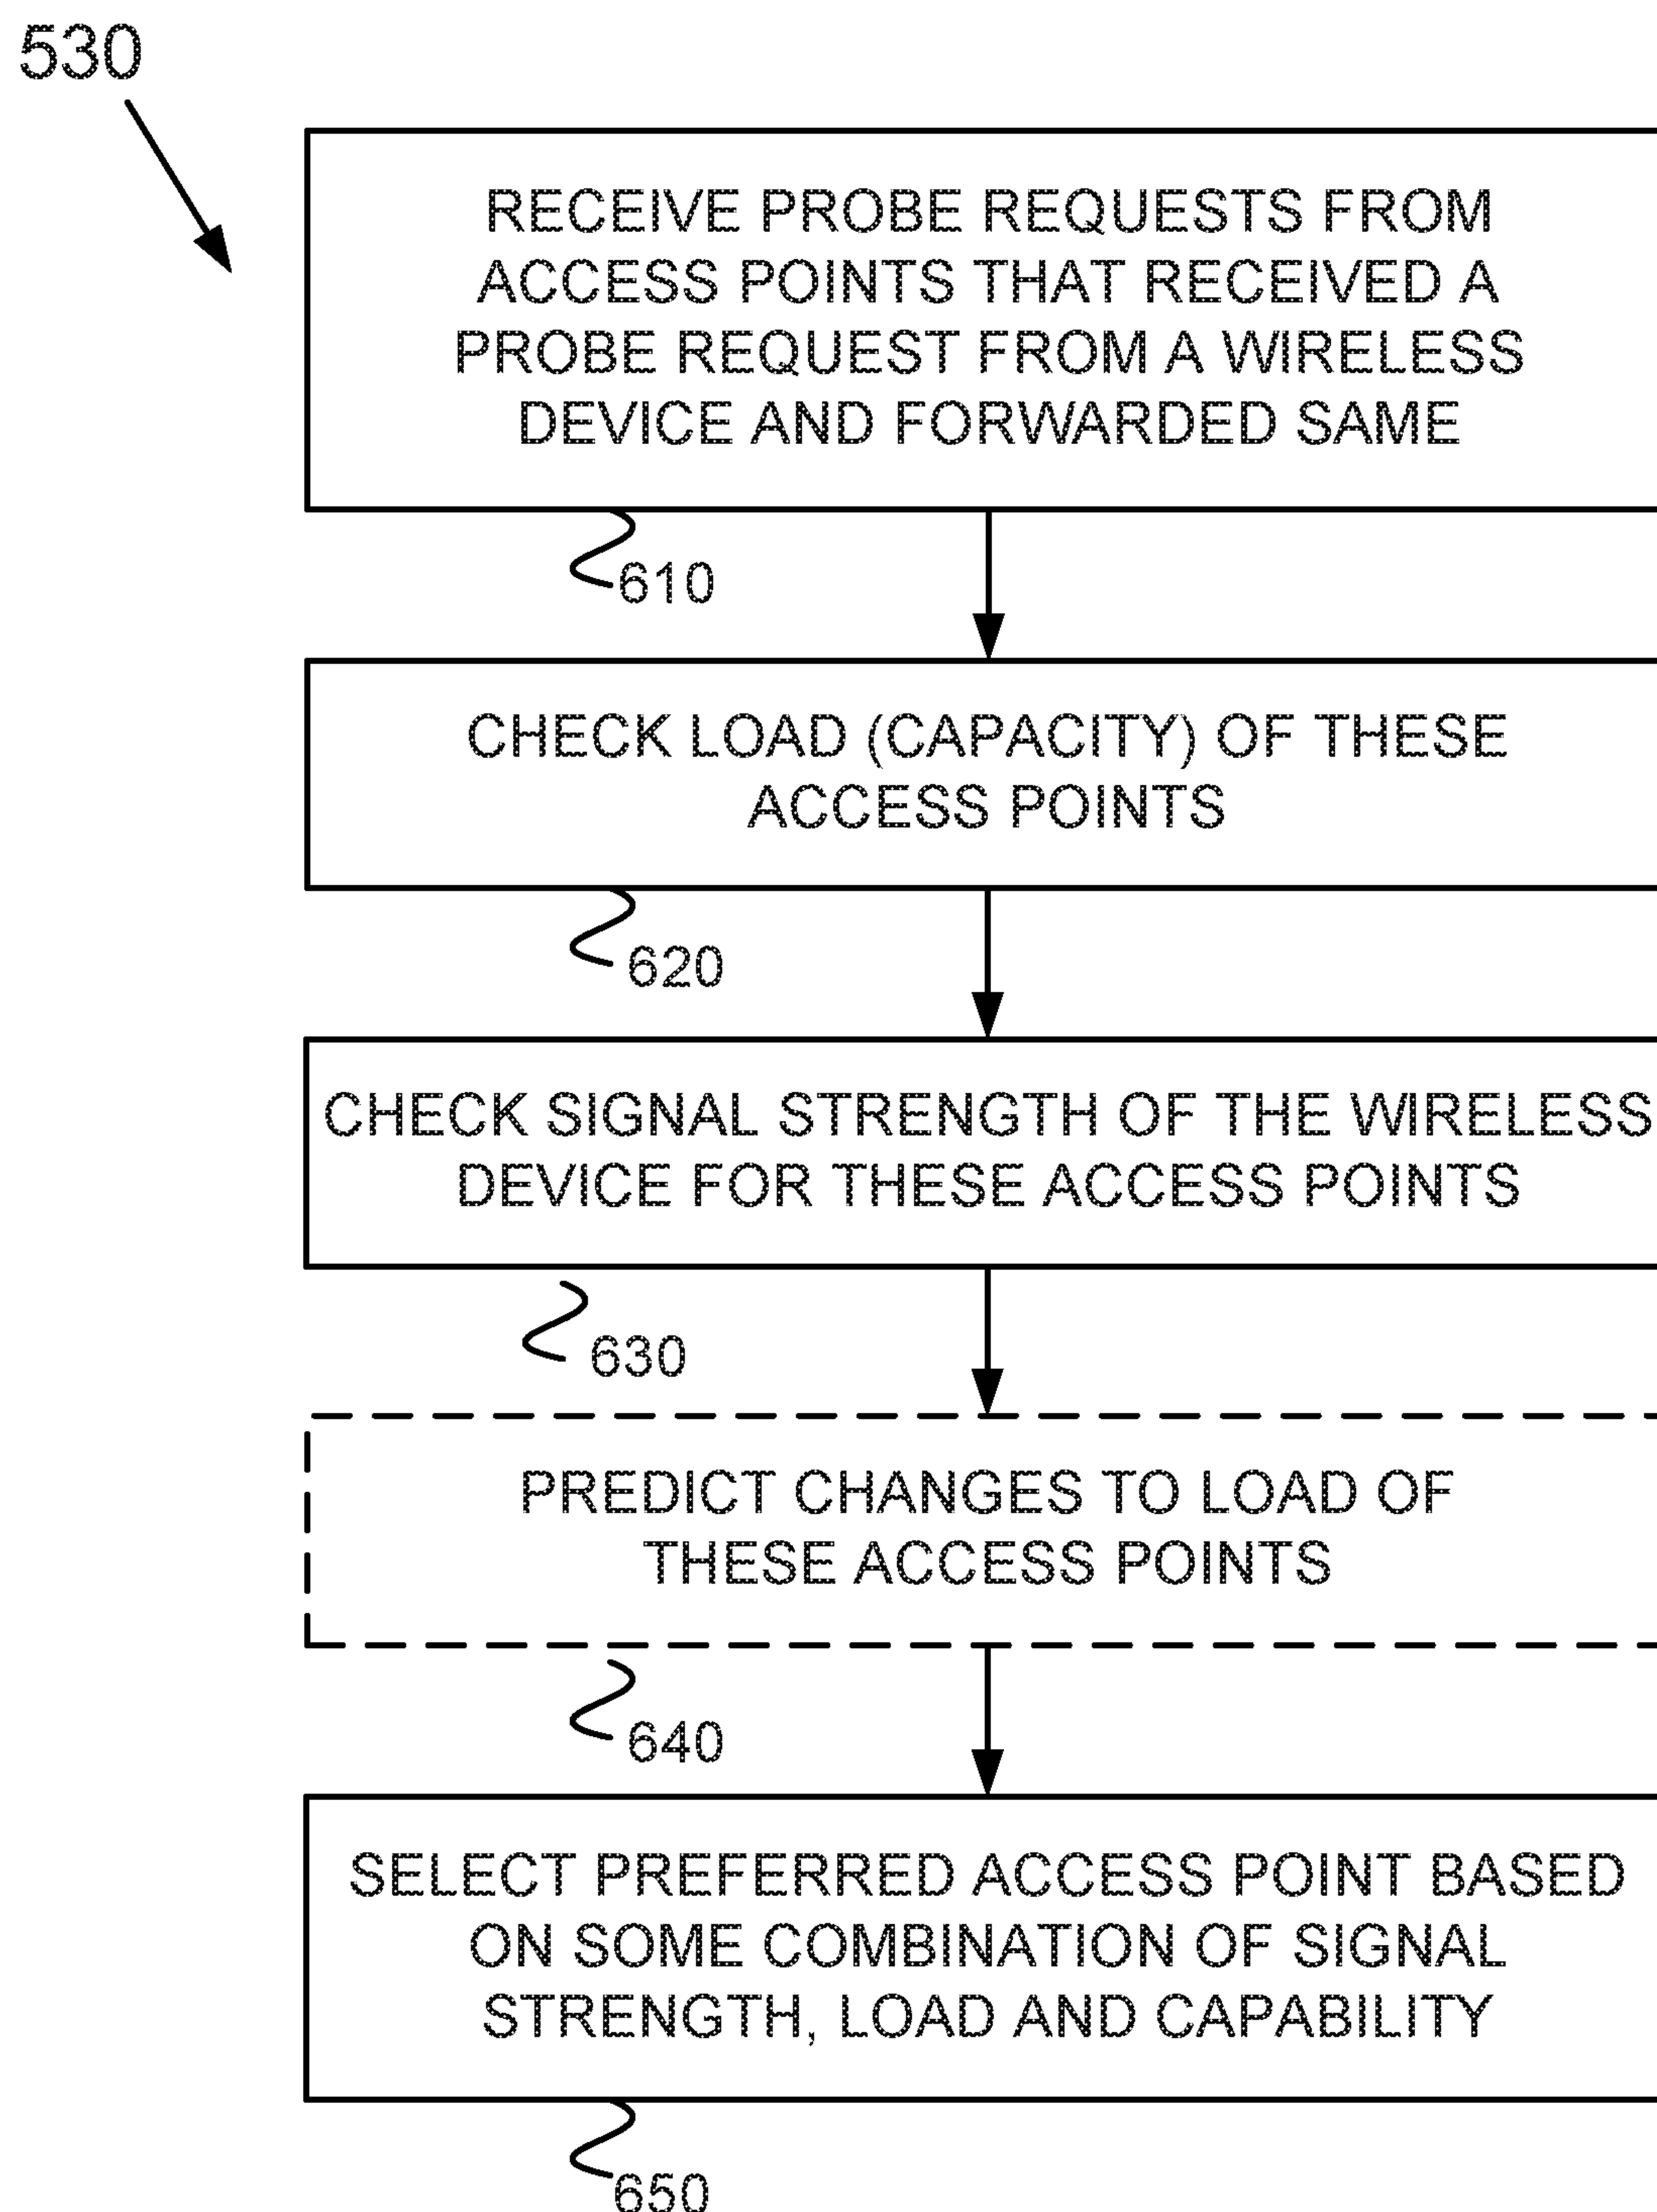 530
RECEIVE PROBE REQUESTS FROM
ACCESS POINTS THAT RECEIVED A
PROBE REQUEST FROM A WIRELESS
DEVICE AND FORWARDED SAME
610
CHECK LOAD (CAPACITY) OF THESE
ACCESS POINTS
620
CHECK SIGNAL STRENGTH OF THE WIRELESS
DEVICE FOR THESE ACCESS POINTS
630
PREDICT CHANGES TO LOAD OF
THESE ACCESS POINTS
640
SELECT PREFERRED ACCESS POINT BASED
ON SOME COMBINATION OF SIGNAL
STRENGTH, LOAD AND CAPABILITY
650